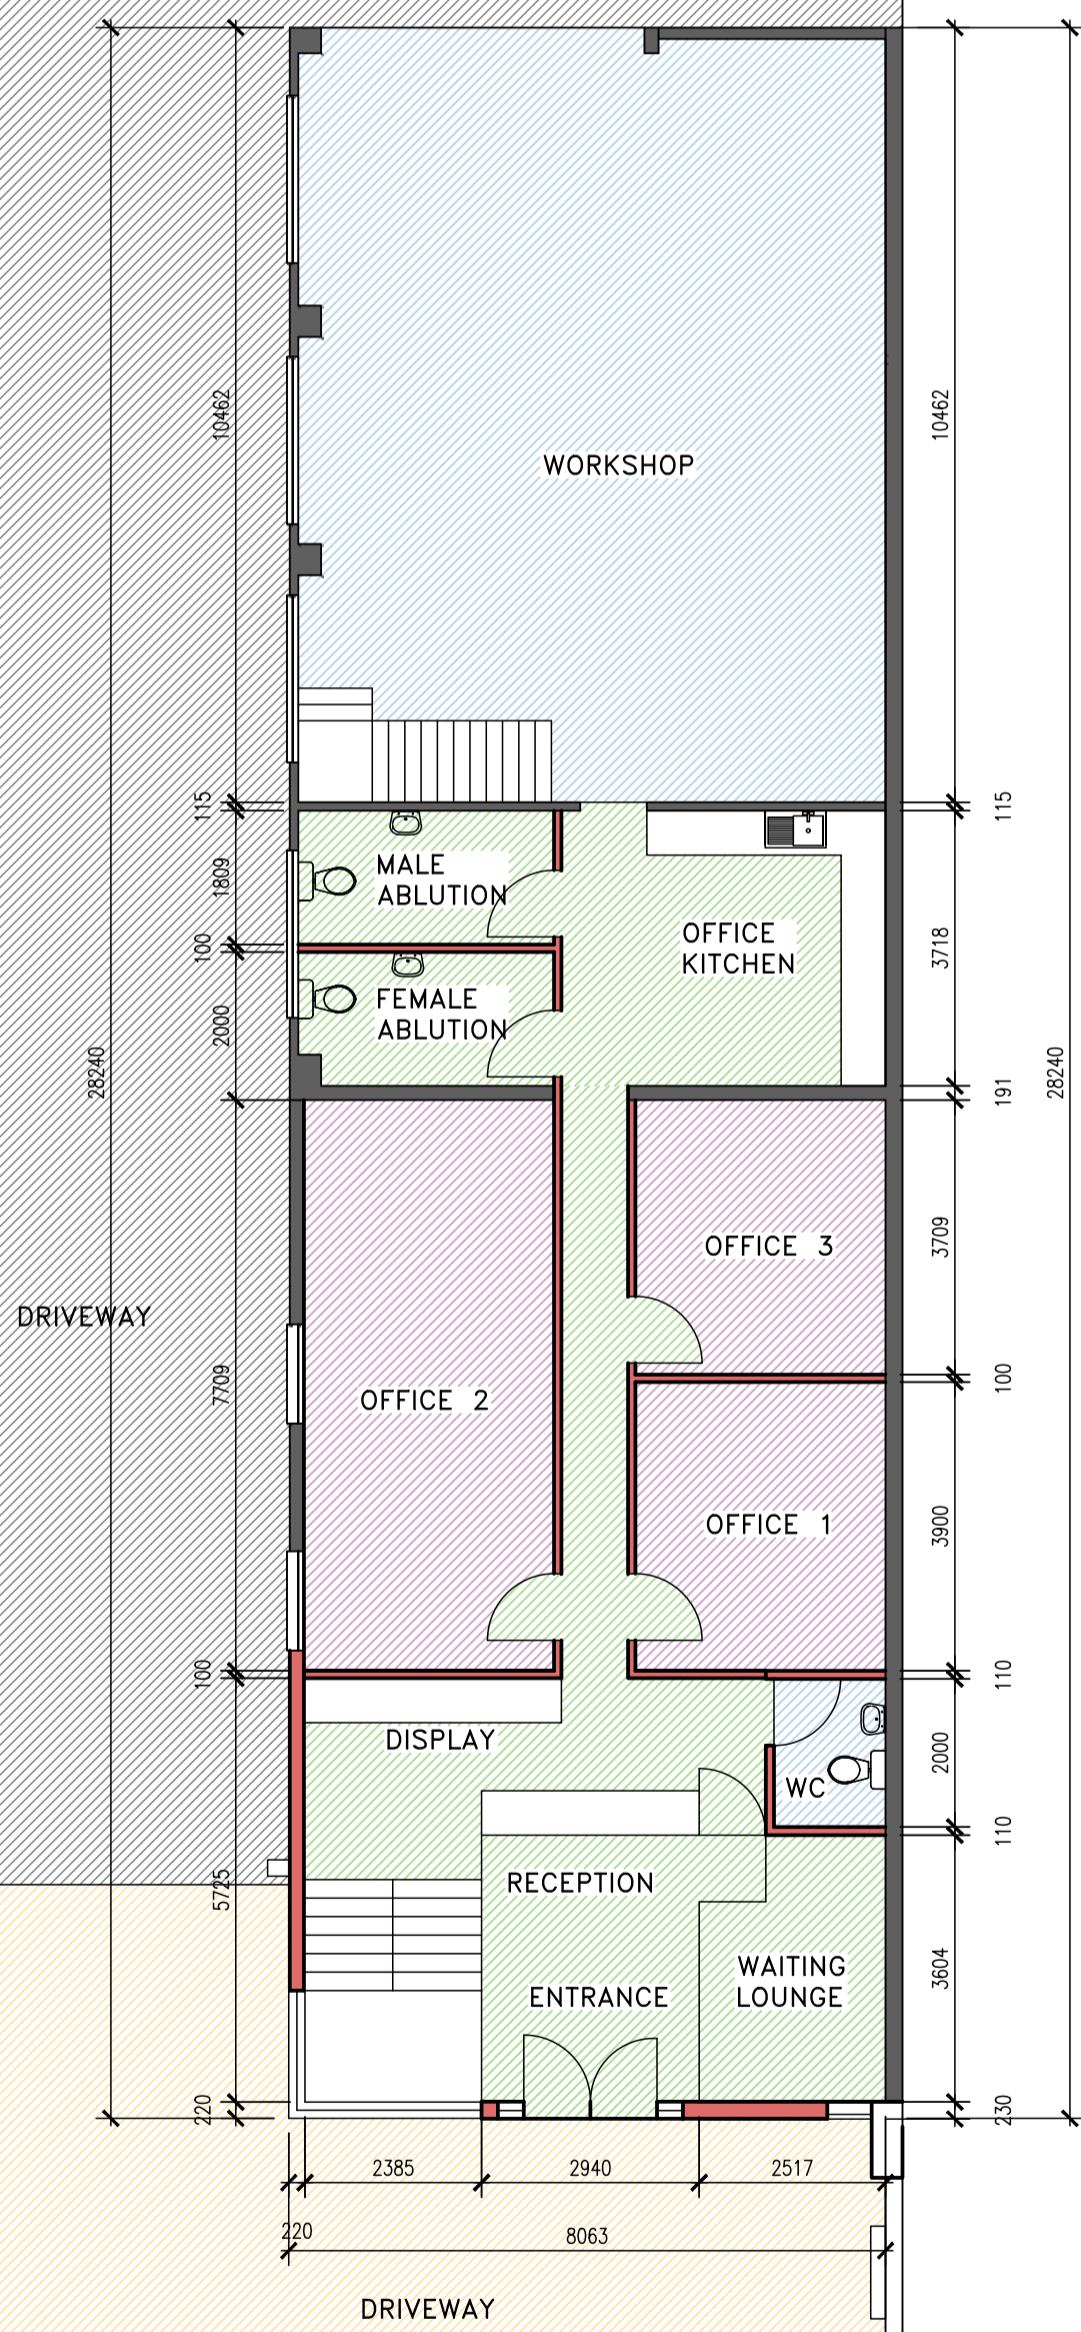 10462
10462
WORKSHOP
115
115
MALE
ABLUTION
1809
OFFICE
KITCHEN
3718
100
FEMALE
ABLUTION
2000
28240
28240
191
OFFICE 3
3709
DRIVEWAY
7709
OFFICE 2
100
OFFICE 1
3900
100
110
DISPLAY
2000
WC
110
RECEPTION
5725
WAITING
LOUNGE
3604
ENTRANCE
220
230
2385
2940
2517
220
8063
DRIVEWAY